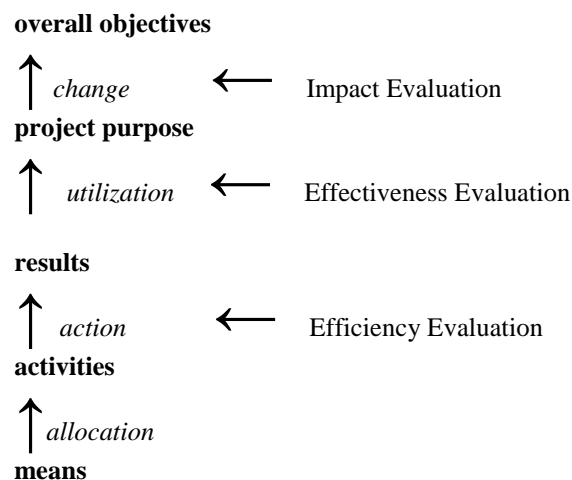 overall objectives
change Impact Evaluation
project purpose
utilization Effectiveness Evaluation
results
action Efficiency Evaluation
activities
allocation
means